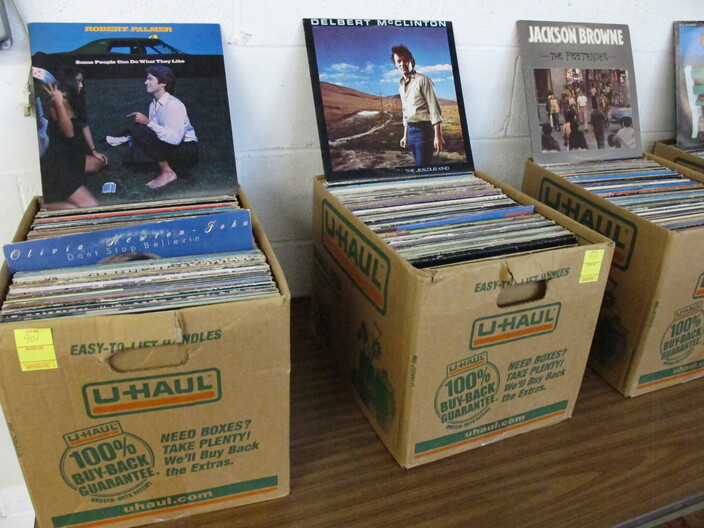 ROBERT PALMER
Some People Can Do What They Like
DELBERT McCLINTON
THE JEALOUS KIND
JACKSON BROWNE
THE PRETENDER
Olivia Newton-John
Don't Stop Believin'
901
EASY-TO-LIFT HANDLES
U-HAUL
U-HAUL
100%
BUY-BACK
GUARANTEE
NEED BOXES?
TAKE PLENTY!
We'll Buy Back
the Extras.
uhaul.com
U-HAUL
EASY-TO-LIFT HANDLES
U-HAUL
U-HAUL
100%
BUY-BACK
GUARANTEE
NEED BOXES?
TAKE PLENTY!
We'll Buy Back
the Extras.
uhaul.com
U-HAUL
U-HAUL
100%
BUY-BACK
GUARANTEE
uhaul